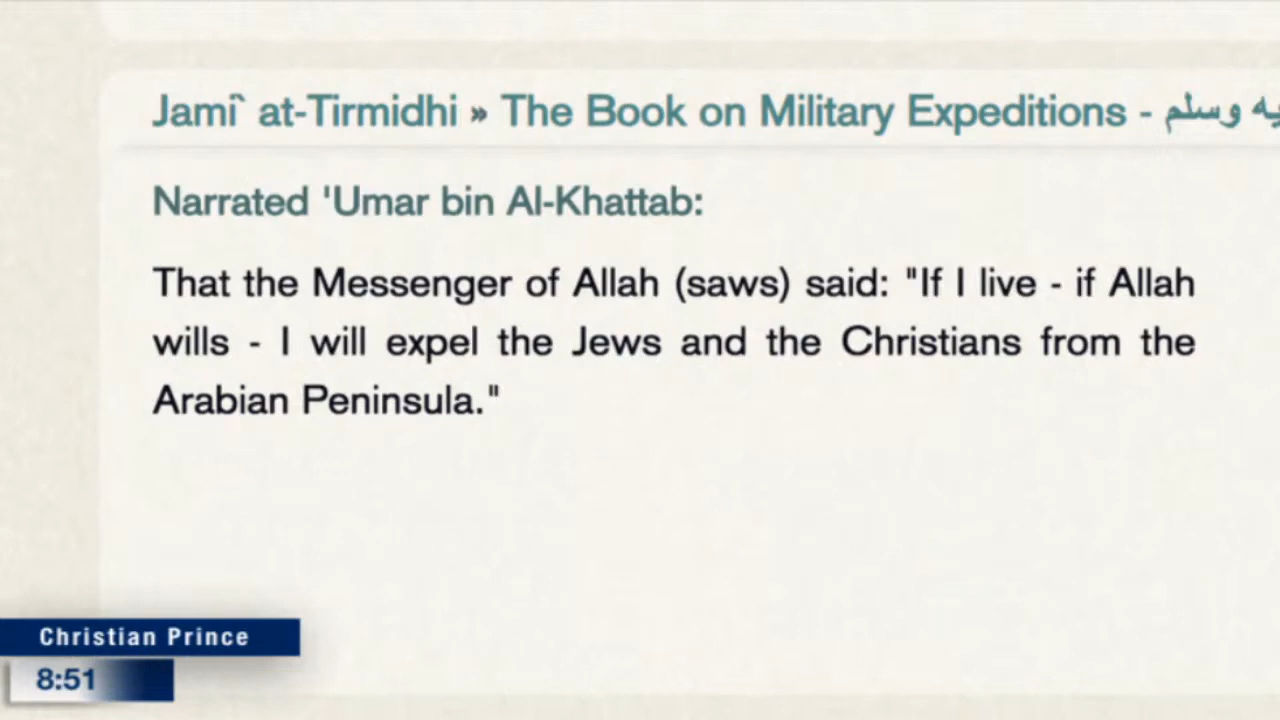 Jami` at-Tirmidhi » The Book on Military Expeditions - يه وسلم
Narrated 'Umar bin Al-Khattab:
That the Messenger of Allah (saws) said: "If I live - if Allah
wills - I will expel the Jews and the Christians from the
Arabian Peninsula."
Christian Prince
8:51